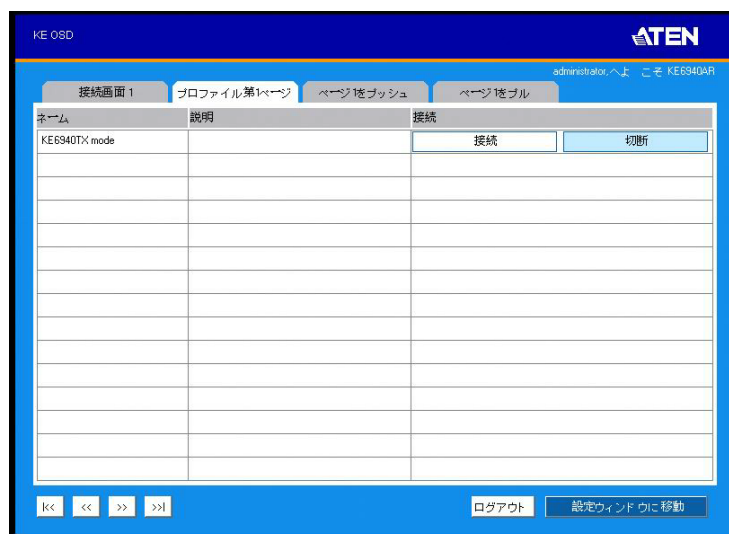 KE OSD
ATEN
administrator,へよ こそ KE6940AR
接続画面 1
プロファイル第1ページ
ページ1をプッシュ
ページ1をプル
ネーム 説明 接続
KE6940TX mode 接続 切断
|<< << >> >>|
ログアウト 設定ウィンドウに移動